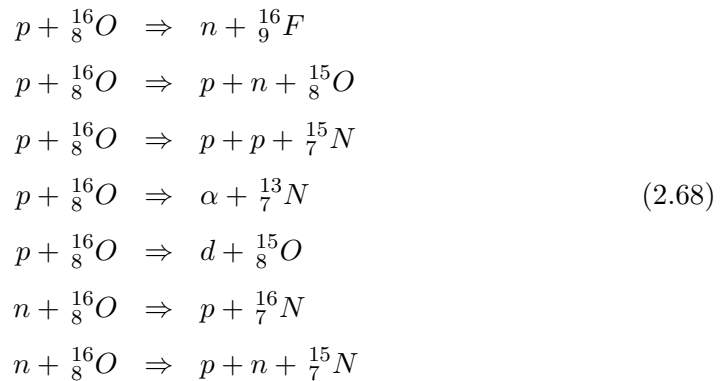 p + ¹⁶₈O ⇒ n + ¹⁶₉F
p + ¹⁶₈O ⇒ p + n + ¹⁵₈O
p + ¹⁶₈O ⇒ p + p + ¹⁵₇N
p + ¹⁶₈O ⇒ α + ¹³₇N (2.68)
p + ¹⁶₈O ⇒ d + ¹⁵₈O
n + ¹⁶₈O ⇒ p + ¹⁶₇N
n + ¹⁶₈O ⇒ p + n + ¹⁵₇N